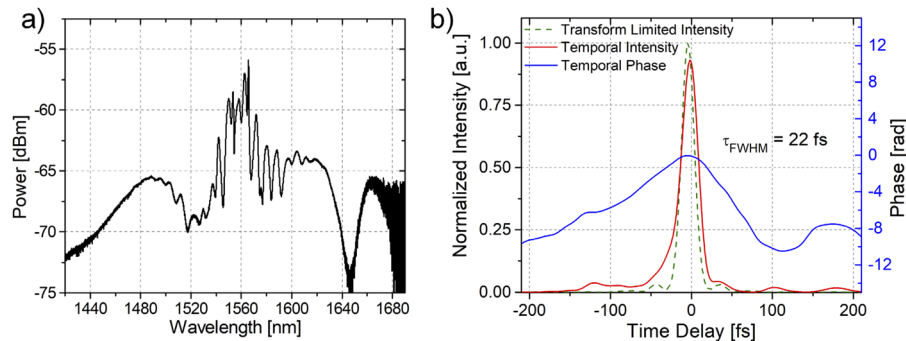 a)
-55
-60
-65
-70
-75
Power [dBm]
1440 1480 1520 1560 1600 1640 1680
Wavelength [nm]
b)
Transform Limited Intensity
Temporal Intensity
Temporal Phase
τFWHM = 22 fs
1.00
0.75
0.50
0.25
0.00
Normalized Intensity [a.u.]
12
8
4
0
-4
-8
-12
Phase [rad]
-200 -100 0 100 200
Time Delay [fs]